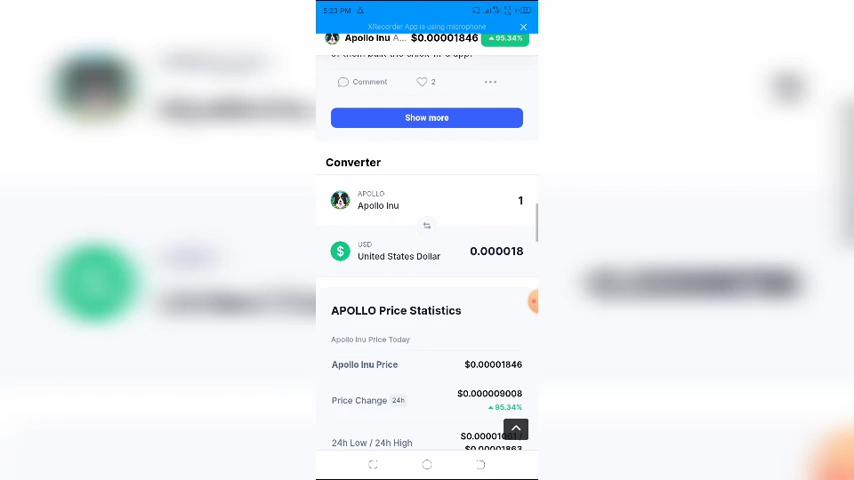 5:23 PM
XRecorder App is using microphone
Apollo Inu A... $0.00001846 95.34%
Comment 2
Show more
Converter
APOLLO
Apollo Inu 1
USD
United States Dollar 0.000018
APOLLO Price Statistics
Apollo Inu Price Today
Apollo Inu Price $0.00001846
Price Change 24h $0.000009008
95.34%
24h Low / 24h High
$0.00001863